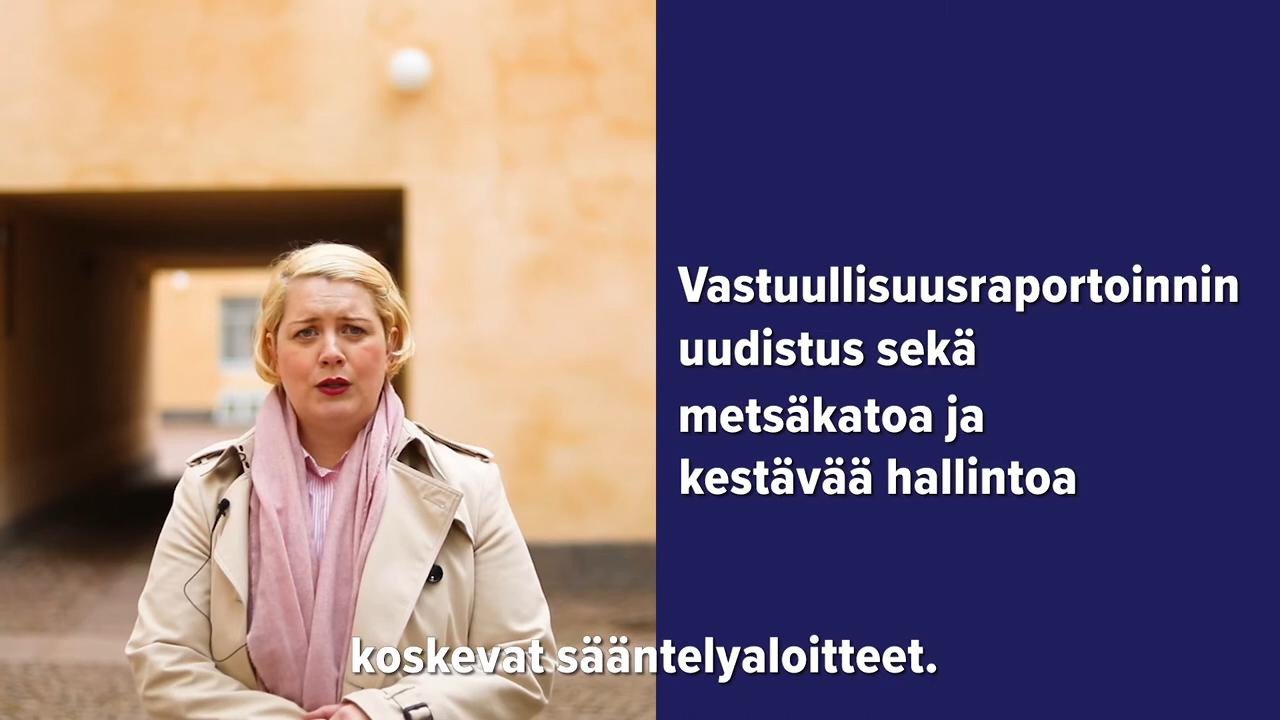 Vastuullisuusraportoinnin
uudistus sekä
metsäkatoa ja
kestävää hallintoa
koskevat sääntelyaloitteet.